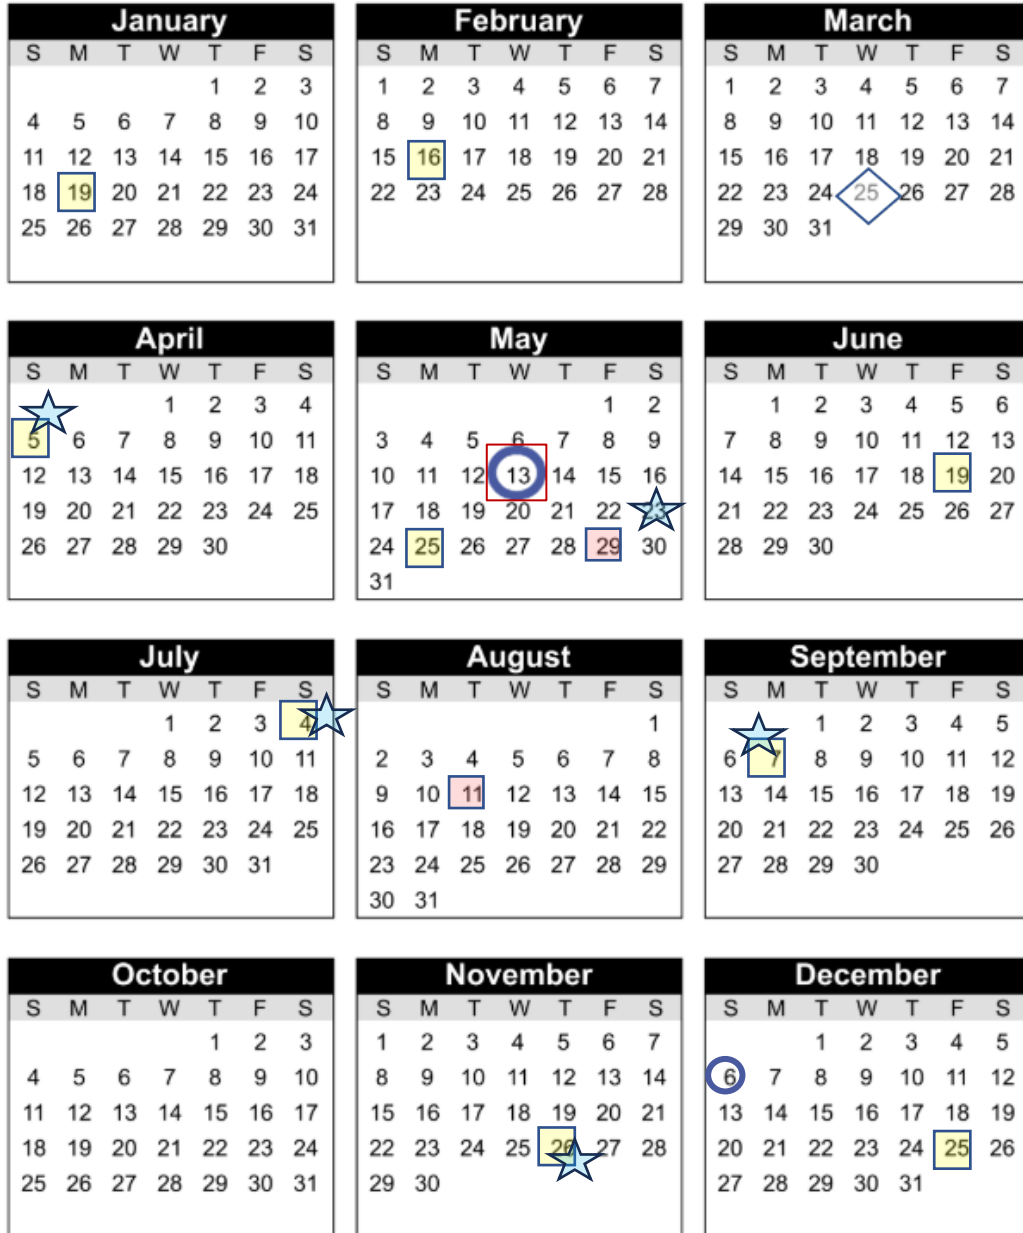 January February March
S M T W T F S S M T W T F S S M T W T F S
1 2 3 1 2 3 4 5 6 7 1 2 3 4 5 6 7
4 5 6 7 8 9 10 8 9 10 11 12 13 14 8 9 10 11 12 13 14
11 12 13 14 15 16 17 15 16 17 18 19 20 21 15 16 17 18 19 20 21
18 19 20 21 22 23 24 22 23 24 25 26 27 28 22 23 24 25 26 27 28
25 26 27 28 29 30 31 29 30 31
April May June
S M T W T F S S M T W T F S S M T W T F S
1 2 3 4 1 2 1 2 3 4 5 6
5 6 7 8 9 10 11 3 4 5 6 7 8 9 7 8 9 10 11 12 13
12 13 14 15 16 17 18 10 11 12 13 14 15 16 14 15 16 17 18 19 20
19 20 21 22 23 24 25 17 18 19 20 21 22 23 21 22 23 24 25 26 27
26 27 28 29 30 24 25 26 27 28 29 30 28 29 30
31
July August September
S M T W T F S S M T W T F S S M T W T F S
1 2 3 4 1 1 2 3 4 5
5 6 7 8 9 10 11 2 3 4 5 6 7 8 6 7 8 9 10 11 12
12 13 14 15 16 17 18 9 10 11 12 13 14 15 13 14 15 16 17 18 19
19 20 21 22 23 24 25 16 17 18 19 20 21 22 20 21 22 23 24 25 26
26 27 28 29 30 31 23 24 25 26 27 28 29 27 28 29 30
30 31
October November December
S M T W T F S S M T W T F S S M T W T F S
1 2 3 1 2 3 4 5 6 7 1 2 3 4 5
4 5 6 7 8 9 10 8 9 10 11 12 13 14 6 7 8 9 10 11 12
11 12 13 14 15 16 17 15 16 17 18 19 20 21 13 14 15 16 17 18 19
18 19 20 21 22 23 24 22 23 24 25 26 27 28 20 21 22 23 24 25 26
25 26 27 28 29 30 31 29 30 27 28 29 30 31